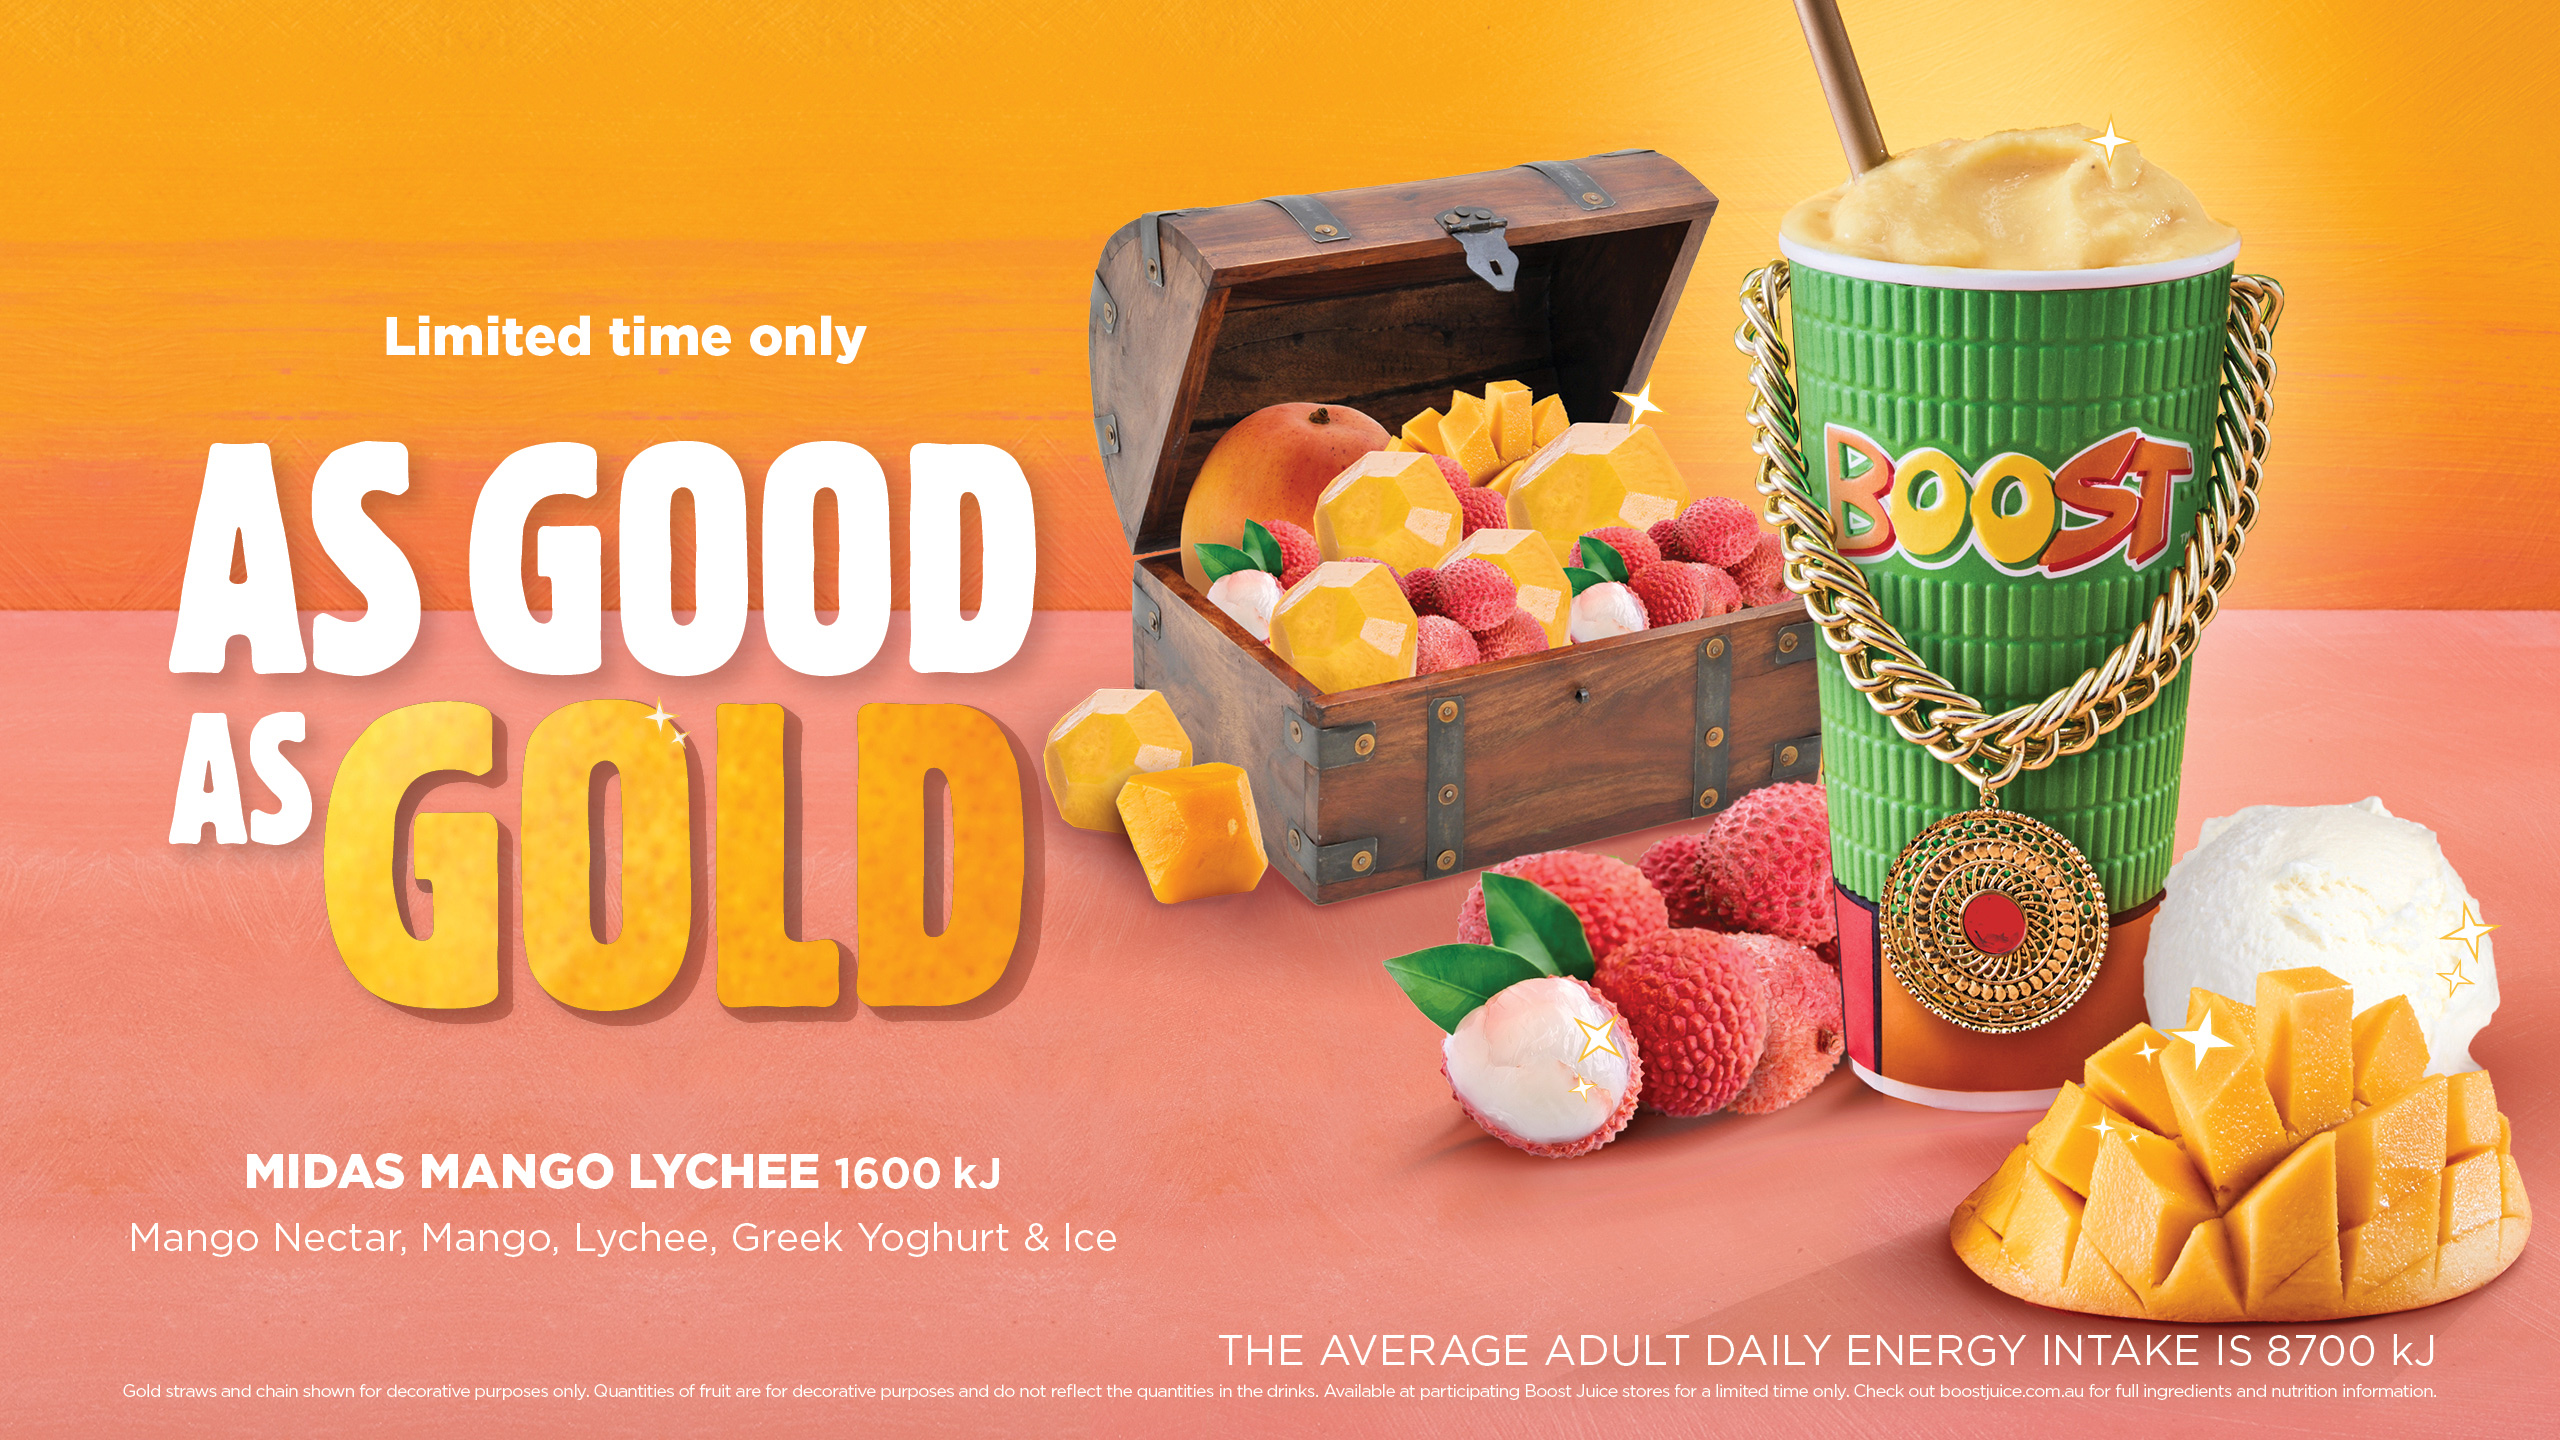 Limited time only
AS GOOD
AS GOLD
BOOST
TM
MIDAS MANGO LYCHEE 1600 kJ
Mango Nectar, Mango, Lychee, Greek Yoghurt & Ice
THE AVERAGE ADULT DAILY ENERGY INTAKE IS 8700 kJ
Gold straws and chain shown for decorative purposes only. Quantities of fruit are for decorative purposes and do not reflect the quantities in the drinks. Available at participating Boost Juice stores for a limited time only. Check out boostjuice.com.au for full ingredients and nutrition information.